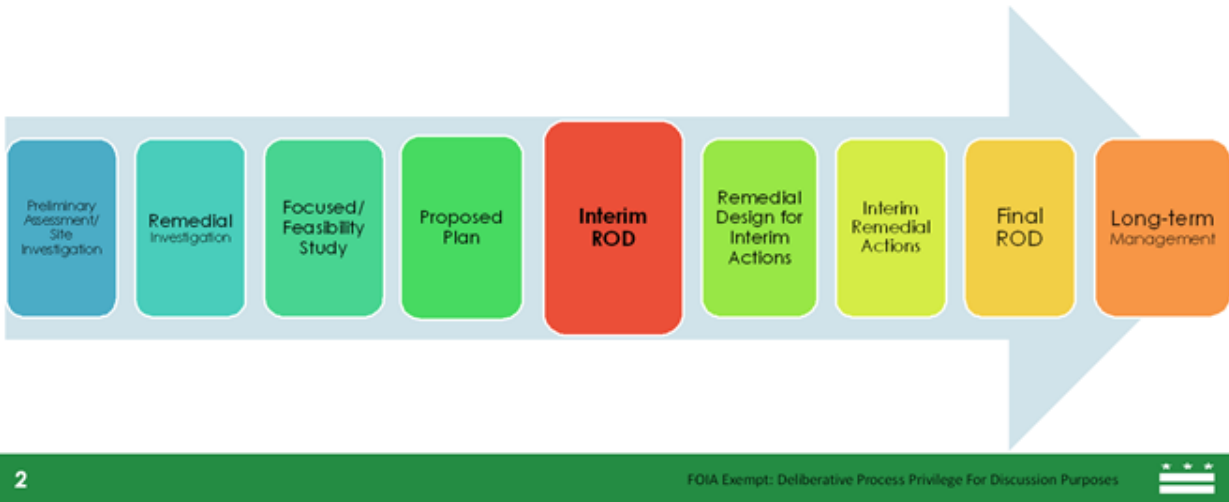 Preliminary
Assessment/
Site
Investigation
Remedial
Investigation
Focused/
Feasibility
Study
Proposed
Plan
Interim
ROD
Remedial
Design for
Interim
Actions
Interim
Remedial
Actions
Final
ROD
Long-term
Management
2
FOIA Exempt: Deliberative Process Privilege For Discussion Purposes